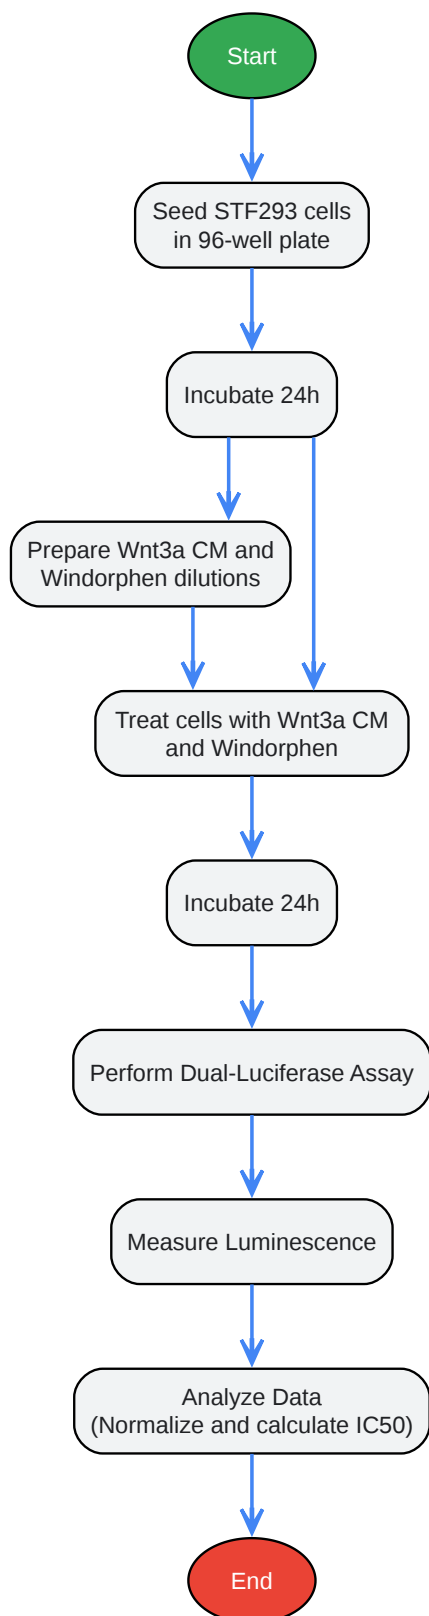 Start
Seed STF293 cells
in 96-well plate
Incubate 24h
Prepare Wnt3a CM and
Windorphen dilutions
Treat cells with Wnt3a CM
and Windorphen
Incubate 24h
Perform Dual-Luciferase Assay
Measure Luminescence
Analyze Data
(Normalize and calculate IC50)
End